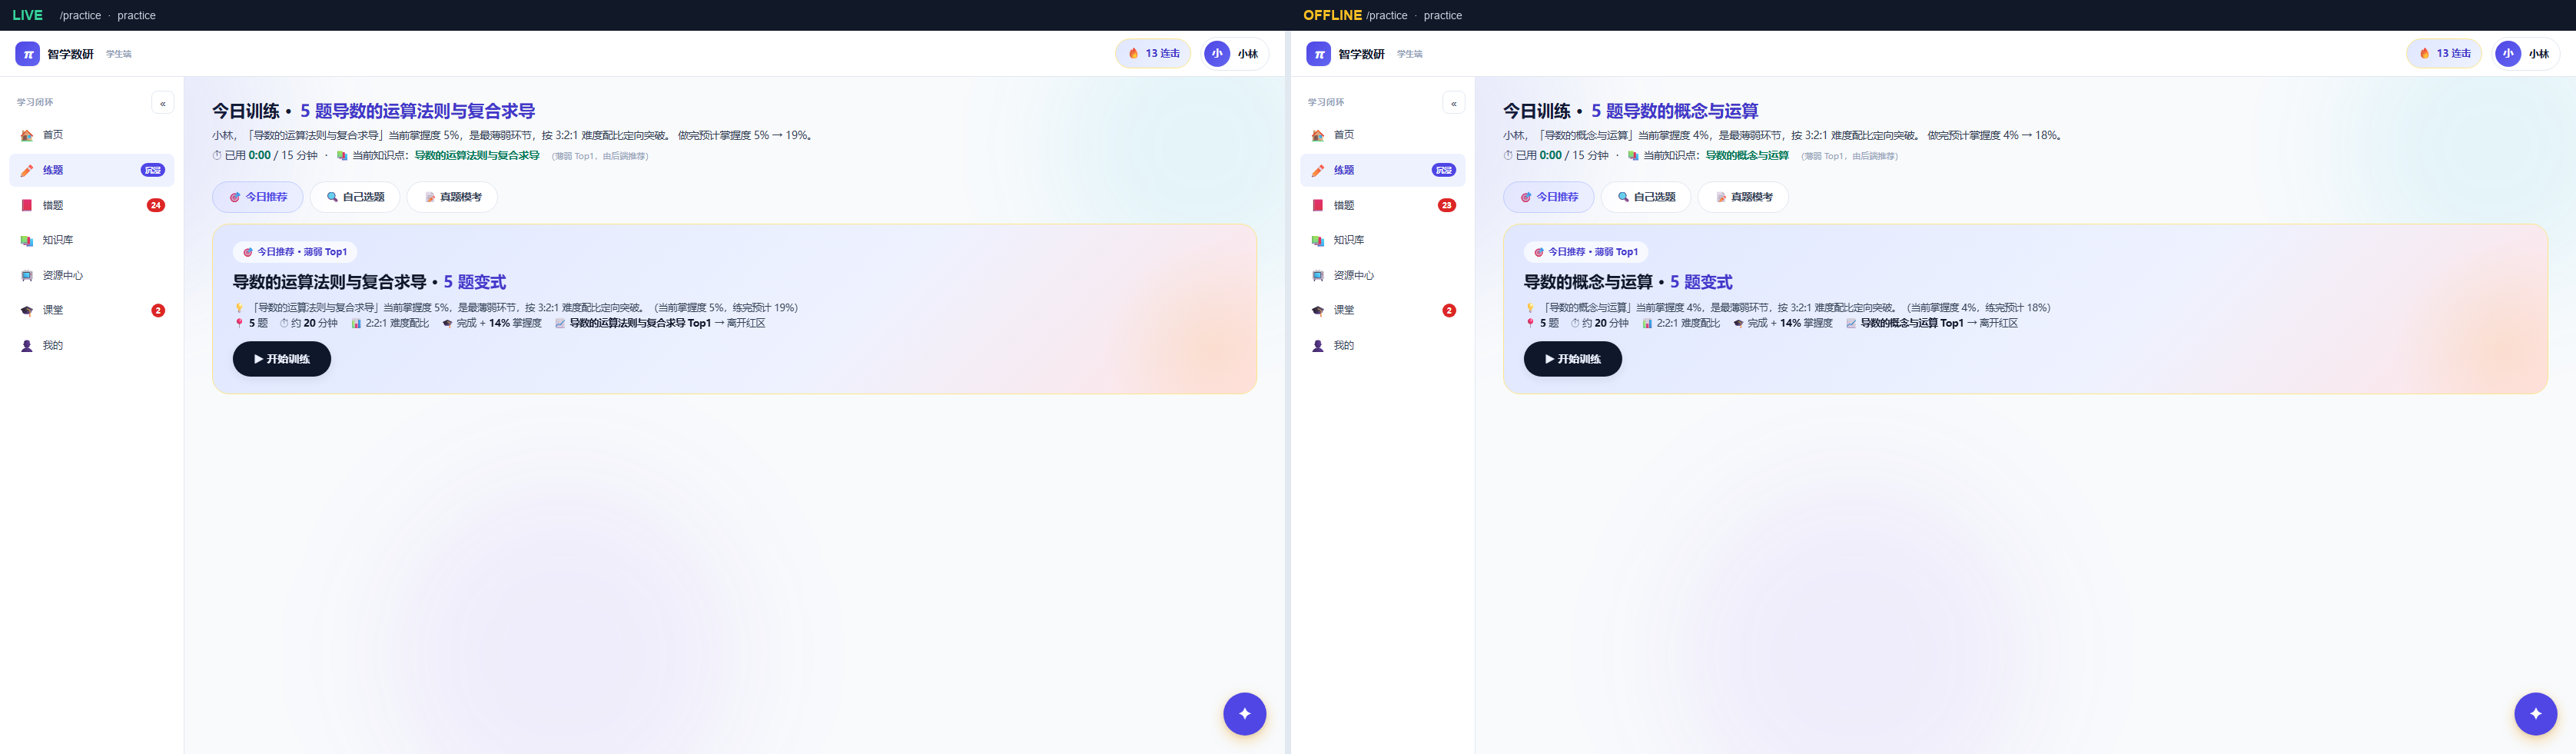 LIVE /practice · practice
π 智学数研 学生端
🔥 13 连击 小 小林
学习闭环 «
首页
练题
错题 24
知识库
资源中心
课堂 2
我的
今日训练 • 5 题导数的运算法则与复合求导
小林，「导数的运算法则与复合求导」当前掌握度 5%，是最薄弱环节，按 3:2:1 难度配比定向突破。 做完预计掌握度 5% → 19%。
⏱ 已用 0:00 / 15 分钟 · 📚 当前知识点：导数的运算法则与复合求导 (薄弱 Top1，由后端推荐)
🎯 今日推荐 🔍 自己选题 📝 真题模考
🎯 今日推荐 • 薄弱 Top1
导数的运算法则与复合求导 • 5 题变式
💡 「导数的运算法则与复合求导」当前掌握度 5%，是最薄弱环节，按 3:2:1 难度配比定向突破。（当前掌握度 5%，练完预计 19%）
📍 5 题 ⏱ 约 20 分钟 📊 2:2:1 难度配比 🎓 完成 + 14% 掌握度 📈 导数的运算法则与复合求导 Top1 → 离开红区
▶ 开始训练
OFFLINE /practice · practice
π 智学数研 学生端
🔥 13 连击 小 小林
学习闭环 «
首页
练题
错题 23
知识库
资源中心
课堂 2
我的
今日训练 • 5 题导数的概念与运算
小林，「导数的概念与运算」当前掌握度 4%，是最薄弱环节，按 3:2:1 难度配比定向突破。 做完预计掌握度 4% → 18%。
⏱ 已用 0:00 / 15 分钟 · 📚 当前知识点：导数的概念与运算 (薄弱 Top1，由后端推荐)
🎯 今日推荐 🔍 自己选题 📝 真题模考
🎯 今日推荐 • 薄弱 Top1
导数的概念与运算 • 5 题变式
💡 「导数的概念与运算」当前掌握度 4%，是最薄弱环节，按 3:2:1 难度配比定向突破。（当前掌握度 4%，练完预计 18%）
📍 5 题 ⏱ 约 20 分钟 📊 2:2:1 难度配比 🎓 完成 + 14% 掌握度 📈 导数的概念与运算 Top1 → 离开红区
▶ 开始训练